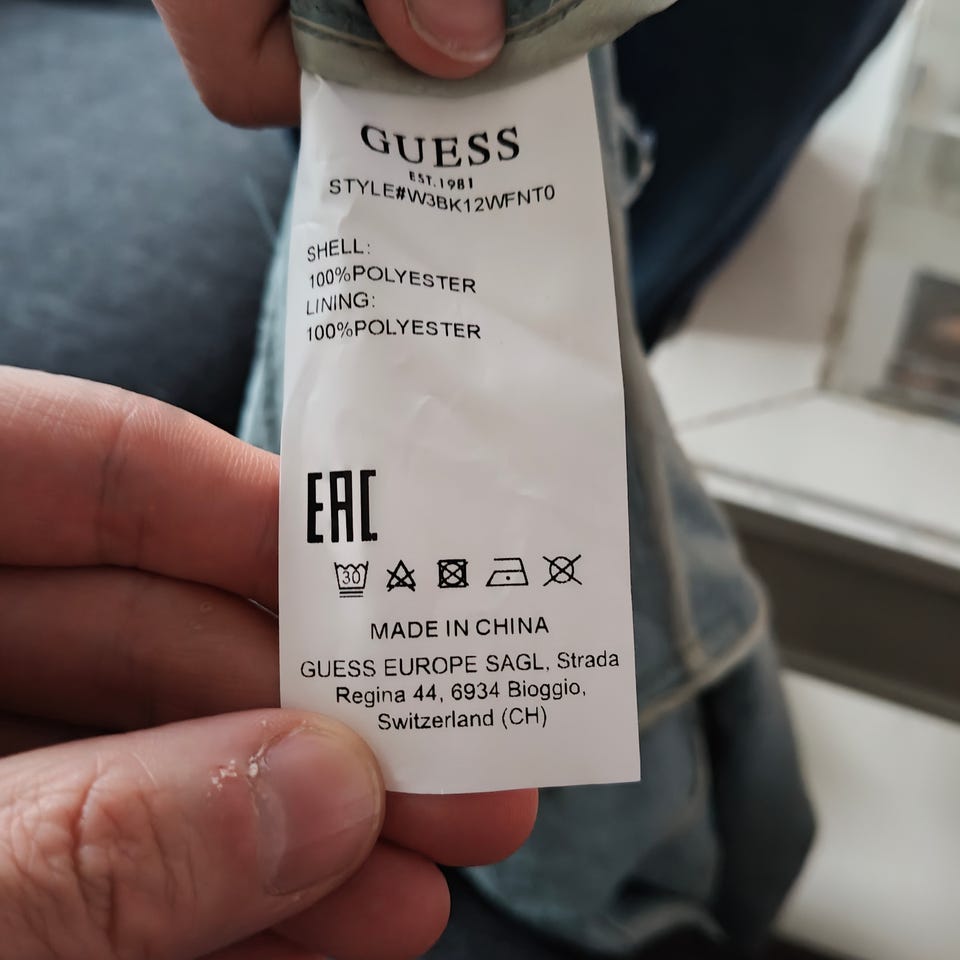 GUESS
EST.1981
STYLE#W3BK12WFNT0
SHELL:
100%POLYESTER
LINING:
100%POLYESTER
EAC
30
MADE IN CHINA
GUESS EUROPE SAGL, Strada
Regina 44, 6934 Bioggio,
Switzerland (CH)